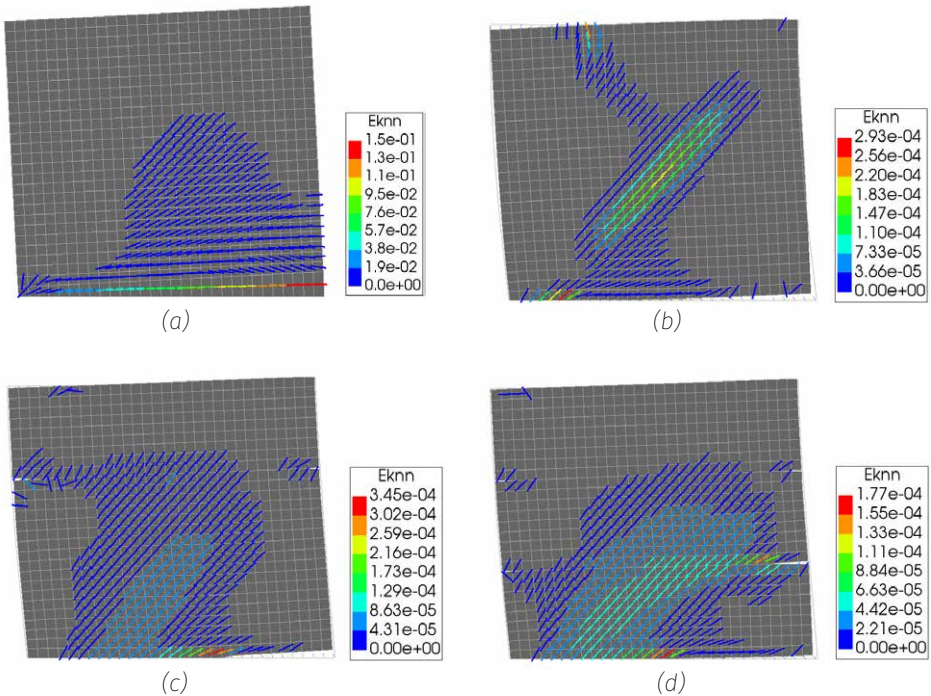 Eknn
1.5e-01
1.3e-01
1.1e-01
9.5e-02
7.6e-02
5.7e-02
3.8e-02
1.9e-02
0.0e+00
(a)
Eknn
2.93e-04
2.56e-04
2.20e-04
1.83e-04
1.47e-04
1.10e-04
7.33e-05
3.66e-05
0.00e+00
(b)
Eknn
3.45e-04
3.02e-04
2.59e-04
2.16e-04
1.73e-04
1.29e-04
8.63e-05
4.31e-05
0.00e+00
(c)
Eknn
1.77e-04
1.55e-04
1.33e-04
1.11e-04
8.84e-05
6.63e-05
4.42e-05
2.21e-05
0.00e+00
(d)